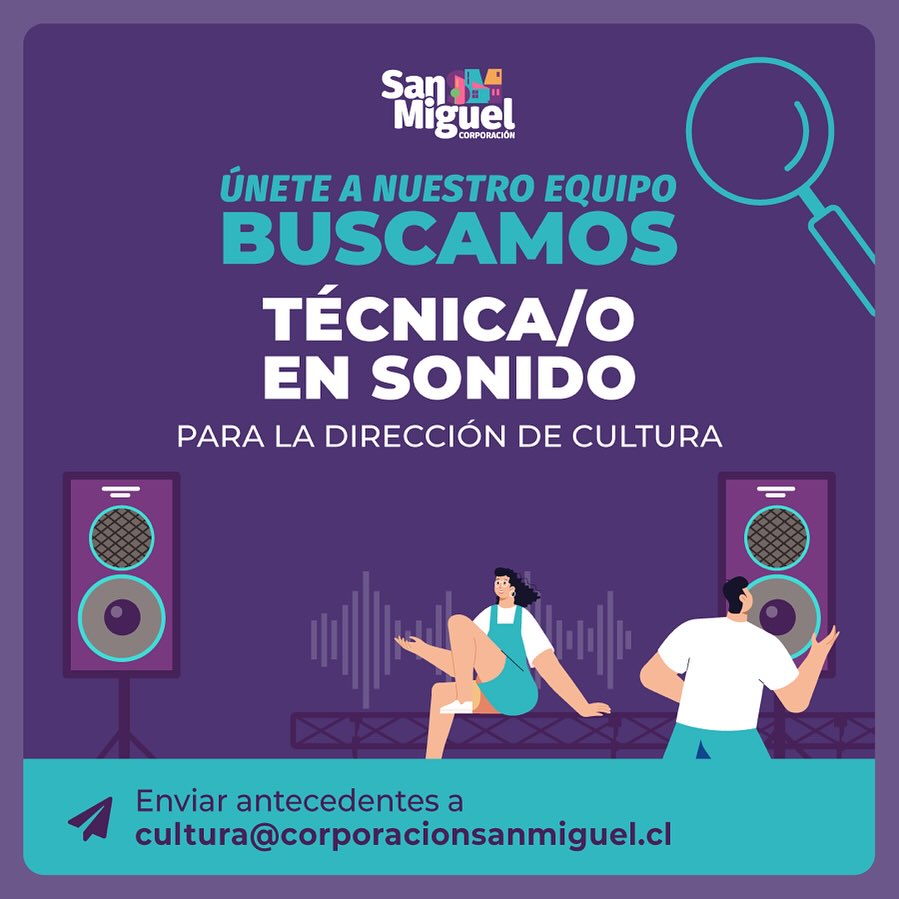 San
Miguel
CORPORACIÓN
ÚNETE A NUESTRO EQUIPO
BUSCAMOS
TÉCNICA/O
EN SONIDO
PARA LA DIRECCIÓN DE CULTURA
Enviar antecedentes a
cultura@corporacionsanmiguel.cl